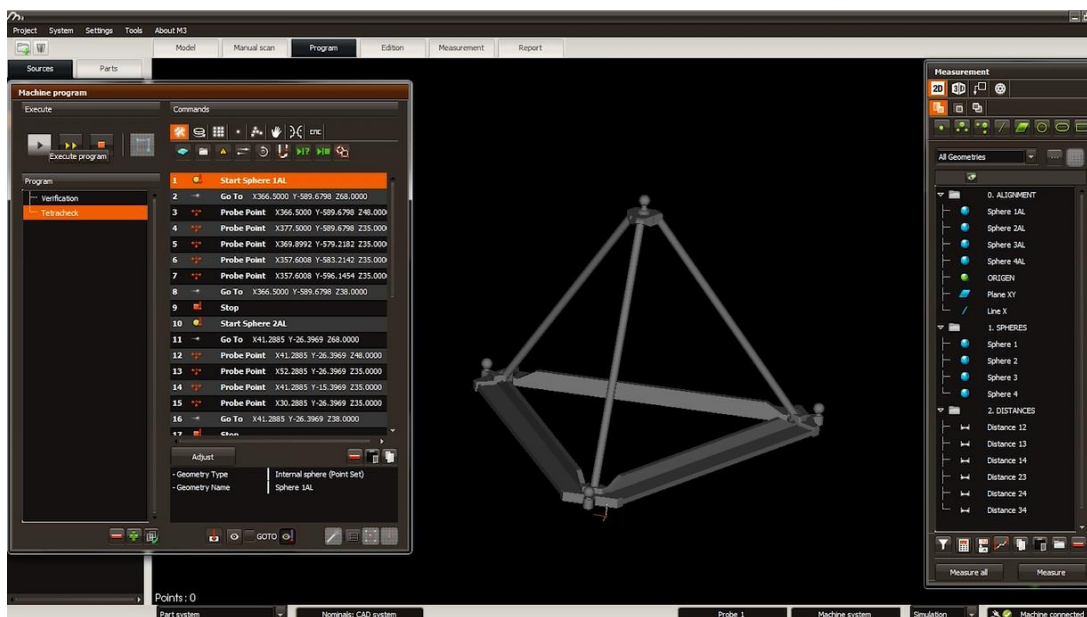 Project System Settings Tools About M3
Model Manual scan Program Edition Measurement Report
Sources Parts
Machine program
Execute
Execute program
Program
Verification
Tetracheck
Commands
1 Start Sphere 1AL
2 Go To X366.5000 Y-589.6798 Z68.0000
3 Probe Point X366.5000 Y-589.6798 Z48.000
4 Probe Point X377.5000 Y-589.6798 Z35.000
5 Probe Point X369.8992 Y-579.2182 Z35.000
6 Probe Point X357.6008 Y-583.2142 Z35.000
7 Probe Point X357.6008 Y-596.1454 Z35.000
8 Go To X366.5000 Y-589.6798 Z38.0000
9 Stop
10 Start Sphere 2AL
11 Go To X41.2885 Y-26.3969 Z68.0000
12 Probe Point X41.2885 Y-26.3969 Z48.0000
13 Probe Point X52.2885 Y-26.3969 Z35.0000
14 Probe Point X41.2885 Y-15.3969 Z35.0000
15 Probe Point X30.2885 Y-26.3969 Z35.0000
16 Go To X41.2885 Y-26.3969 Z38.0000
17 Stop
Adjust
- Geometry Type Internal sphere (Point Set)
- Geometry Name Sphere 1AL
GOTO
Points : 0
Part system Nominals: CAD system Probe 1 Machine system Simulation Machine connected
Measurement
2D 3D
All Geometries
0. ALIGNMENT
Sphere 1AL
Sphere 2AL
Sphere 3AL
Sphere 4AL
ORIGEN
Plane XY
Line X
1. SPHERES
Sphere 1
Sphere 2
Sphere 3
Sphere 4
2. DISTANCES
Distance 12
Distance 13
Distance 14
Distance 23
Distance 24
Distance 34
Measure all Measure